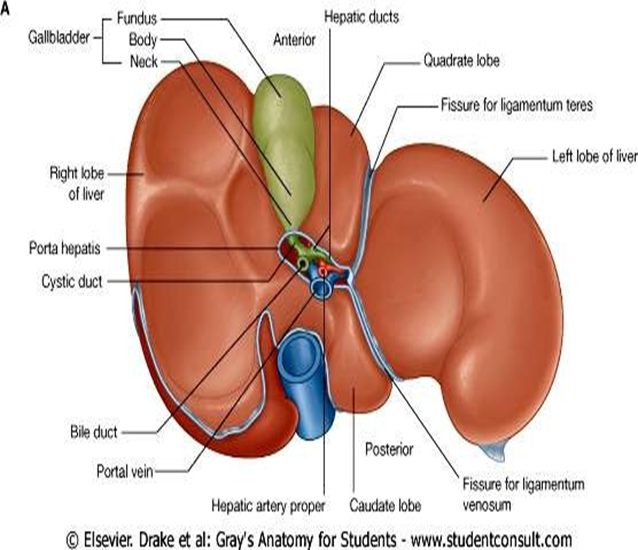 A
Fundus
Hepatic ducts
Gallbladder
Body
Anterior
Neck
Quadrate lobe
Fissure for ligamentum teres
Left lobe of liver
Right lobe
of liver
Porta hepatis
Cystic duct
Bile duct
Posterior
Portal vein
Fissure for ligamentum
venosum
Hepatic artery proper
Caudate lobe
© Elsevier. Drake et al: Gray's Anatomy for Students - www.studentconsult.com